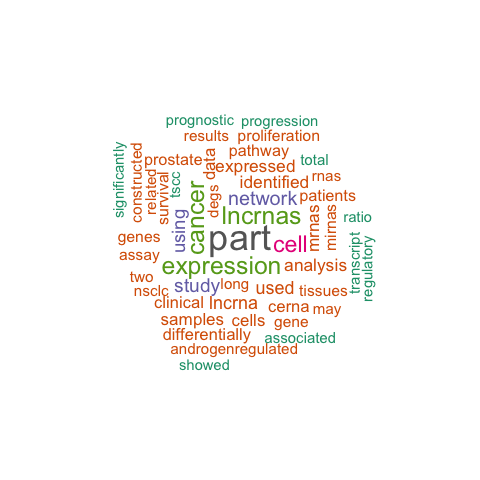 prognostic progression
results proliferation
pathway
prostate data expressed total
significantly constructed related survival tscc degs identified rnas
cancer network patients
using lncrnas mrnas mirnas ratio
genes part cell
assay expression analysis transcript regulatory
two nsclc study long used tissues
clinical lncrna cerna may
samples cells gene
differentially associated
androgenregulated
showed